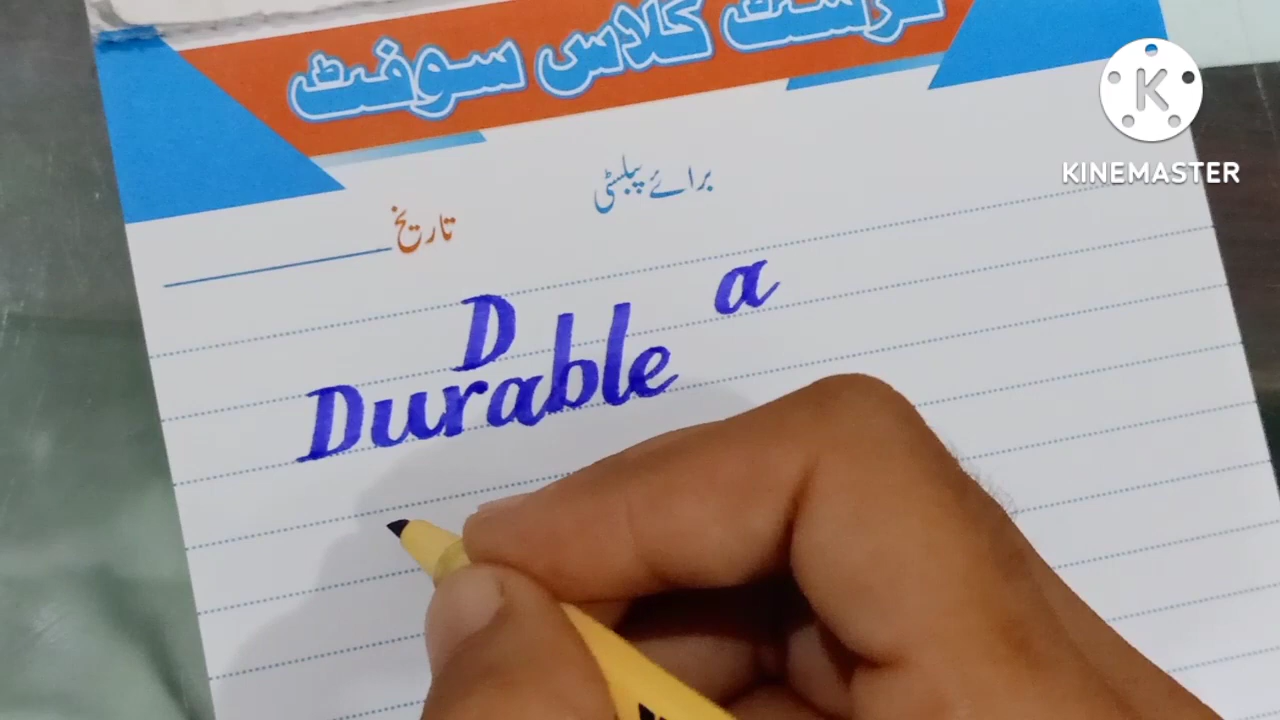 فرسٹ کلاس سوفٹ
K
KINEMASTER
برائے پبلسٹی
تاریخ
D a
Durable